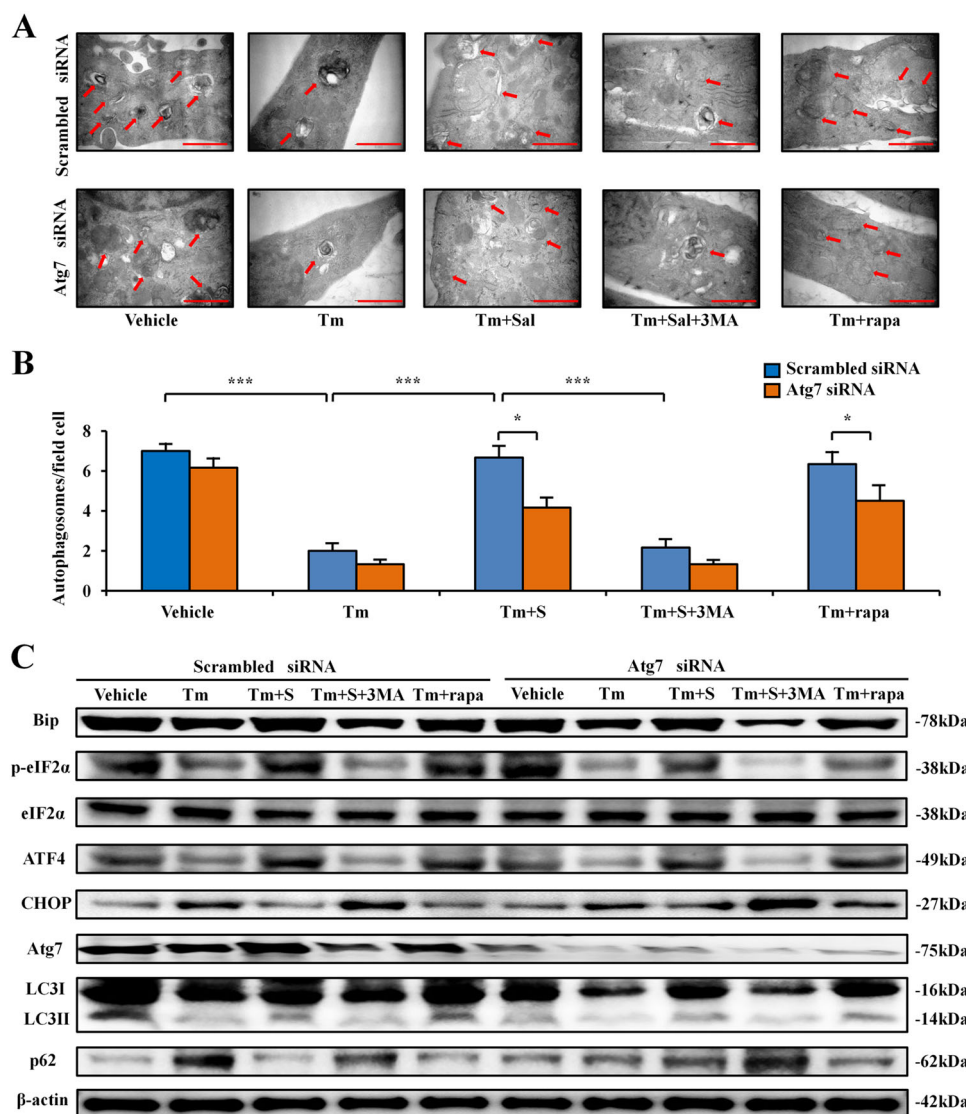 A
Scrambled siRNA
Atg7 siRNA
Vehicle Tm Tm+Sal Tm+Sal+3MA Tm+rapa
B
Scrambled siRNA
Atg7 siRNA
*** *** ***
* *
Autophagosomes/field cell
8
6
4
2
0
Vehicle Tm Tm+S Tm+S+3MA Tm+rapa
C
Scrambled siRNA Atg7 siRNA
Vehicle Tm Tm+S Tm+S+3MA Tm+rapa Vehicle Tm Tm+S Tm+S+3MA Tm+rapa
Bip -78kDa
p-eIF2α -38kDa
eIF2α -38kDa
ATF4 -49kDa
CHOP -27kDa
Atg7 -75kDa
LC3I -16kDa
LC3II -14kDa
p62 -62kDa
β-actin -42kDa